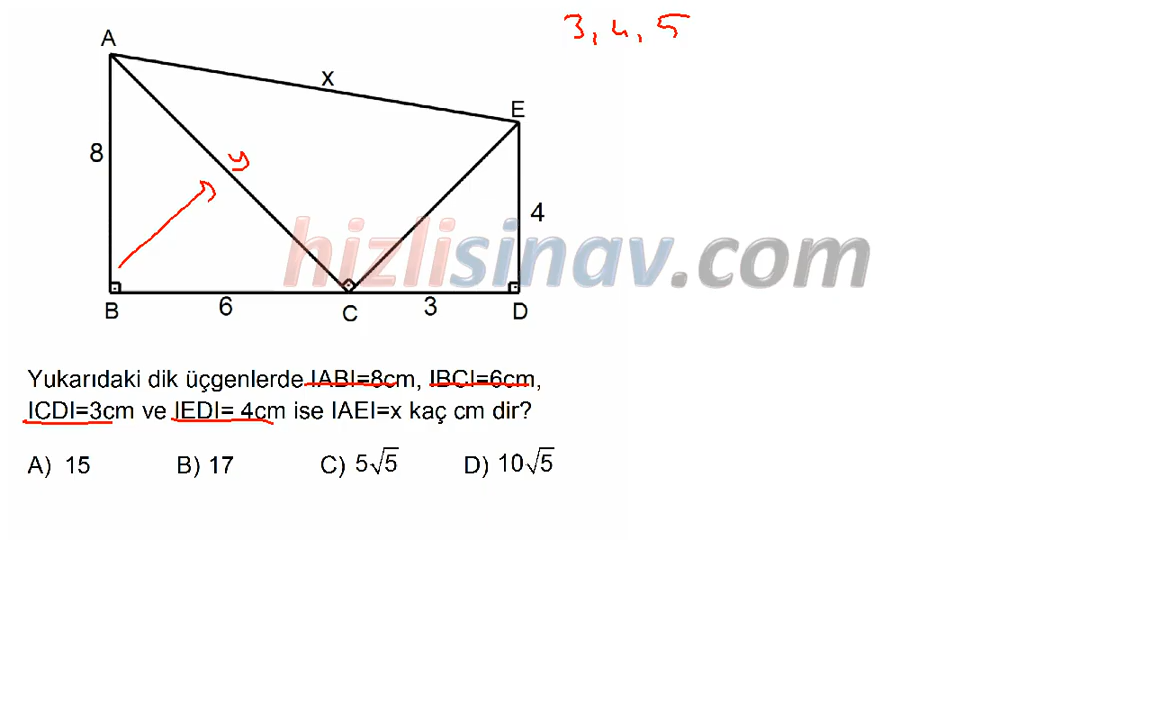 3, 4, 5
A
x
E
8
y
4
hizlisinav.com
B
6
C
3
D
Yukarıdaki dik üçgenlerde IABI=8cm, IBCI=6cm,
ICDI=3cm ve IEDI= 4cm ise IAEI=x kaç cm dir?
A) 15 B) 17 C) 5√5 D) 10√5